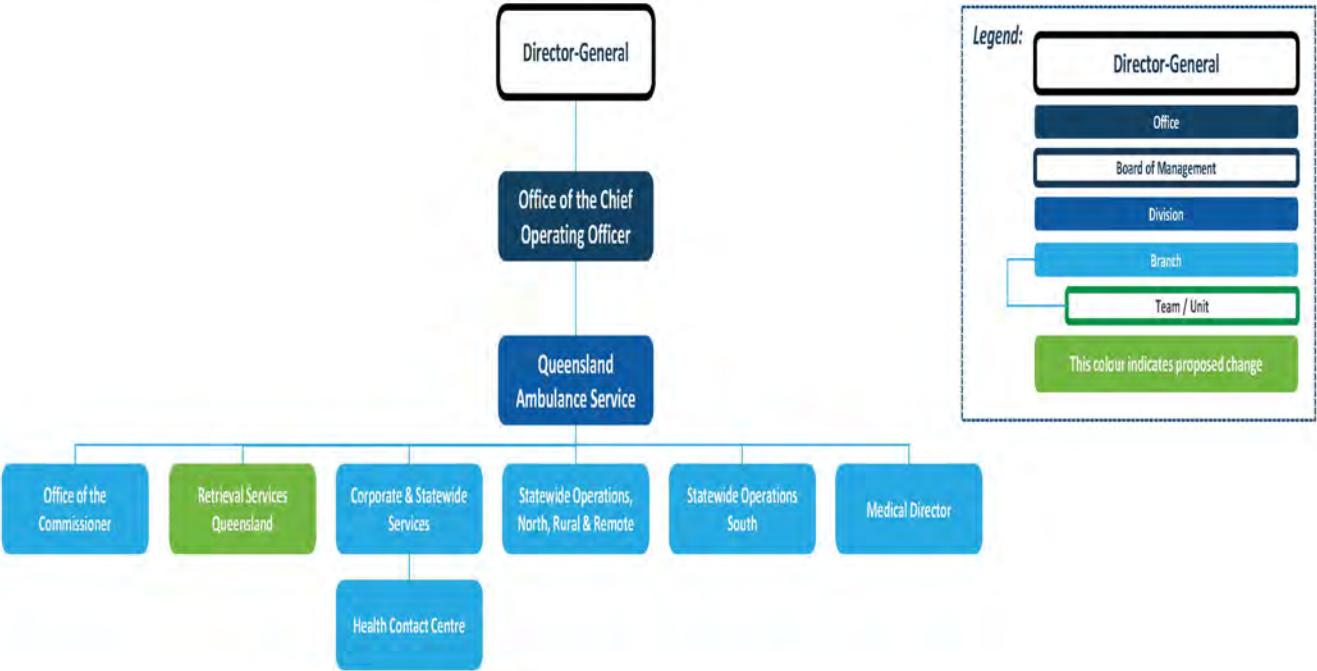 Director-General
Office of the Chief
Operating Officer
Queensland
Ambulance Service
Office of the
Commissioner
Retrieval Services
Queensland
Corporate & Statewide
Services
Statewide Operations,
North, Rural & Remote
Statewide Operations
South
Medical Director
Health Contact Centre
Legend:
Director-General
Office
Board of Management
Division
Branch
Team / Unit
This colour indicates proposed change